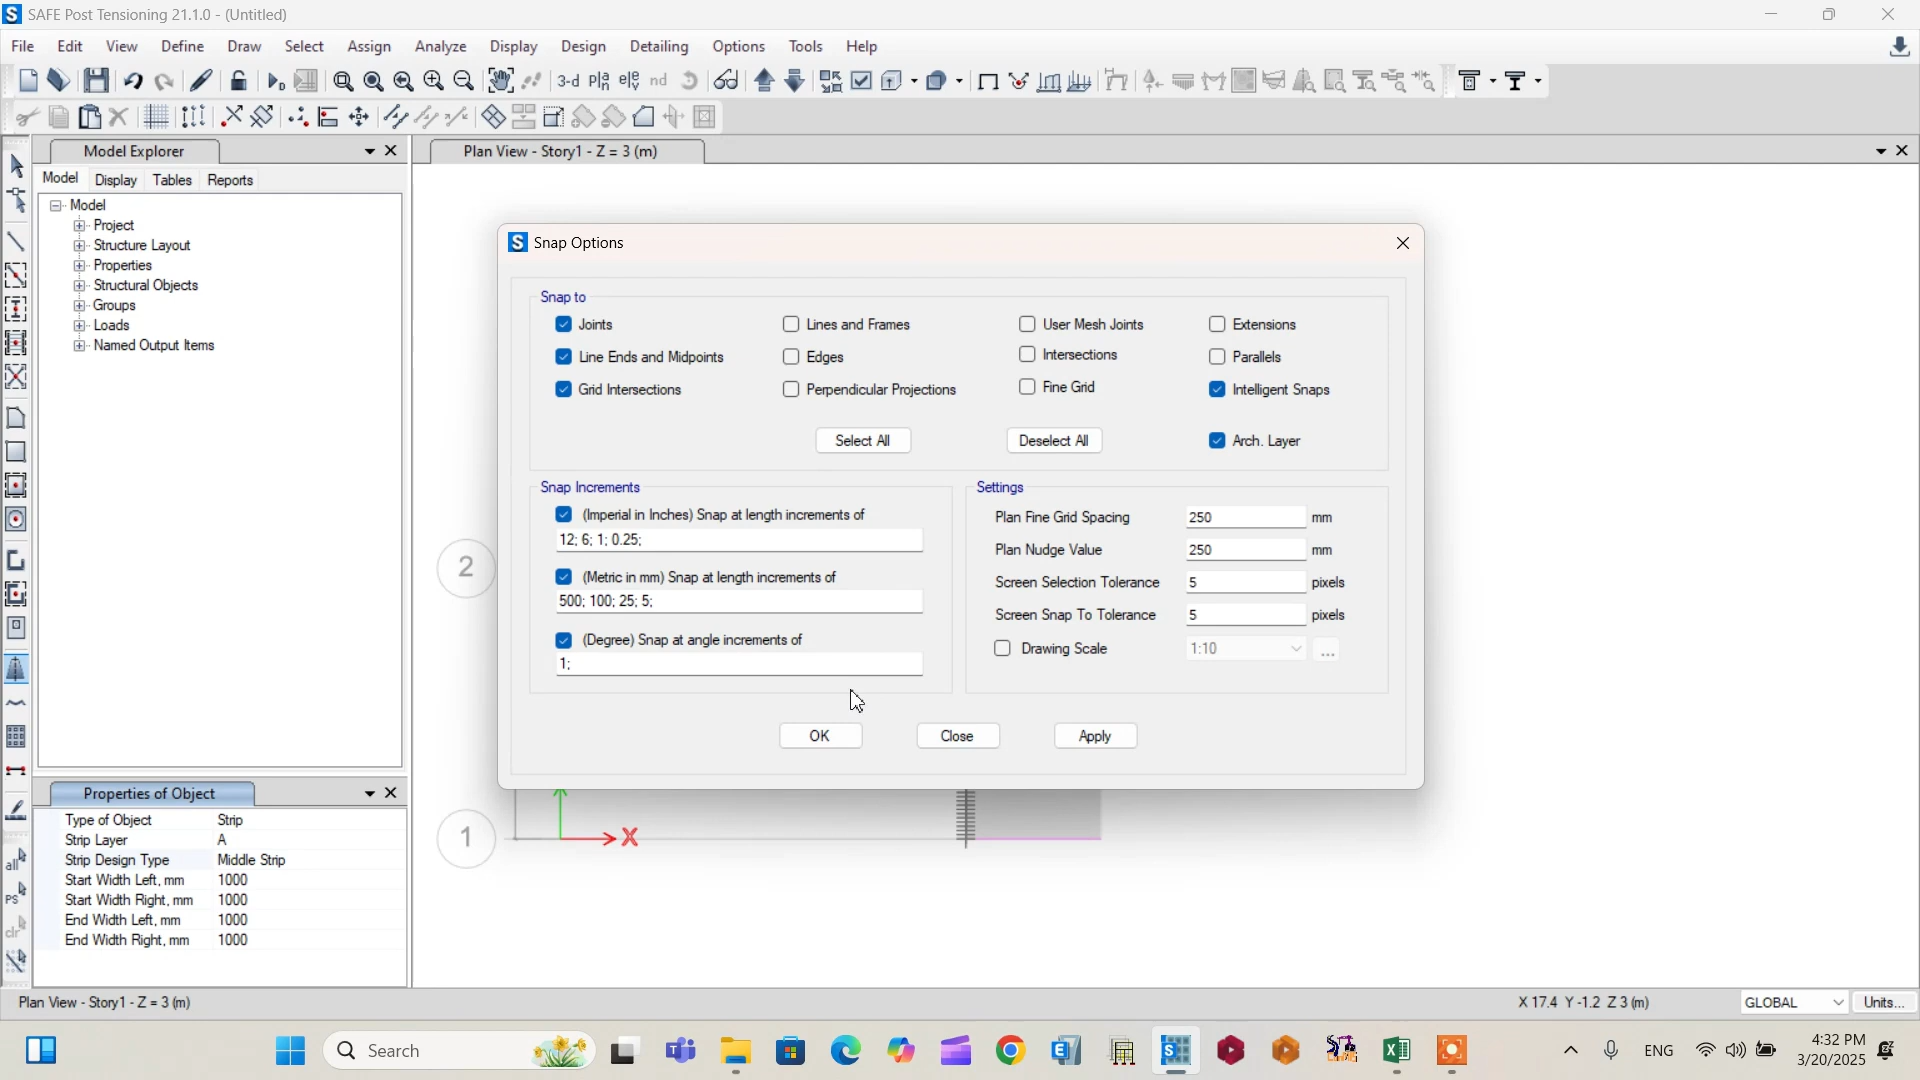 SAFE Post Tensioning 21.1.0 - (Untitled)
File Edit View Define Draw Select Assign Analyze Display Design Detailing Options Tools Help
3-d nd
Model Explorer
Plan View - Story1 - Z = 3 (m)
Model Display Tables Reports
Model
Project
Structure Layout
Properties
Structural Objects
Groups
Loads
Named Output Items
Snap Options
Snap to
Joints Lines and Frames User Mesh Joints Extensions
Line Ends and Midpoints Edges Intersections Parallels
Grid Intersections Perpendicular Projections Fine Grid Intelligent Snaps
Select All Deselect All Arch. Layer
Snap Increments
(Imperial in Inches) Snap at length increments of
12; 6; 1; 0.25;
(Metric in mm) Snap at length increments of
500; 100; 25; 5;
(Degree) Snap at angle increments of
1;
Settings
Plan Fine Grid Spacing 250 mm
Plan Nudge Value 250 mm
Screen Selection Tolerance 5 pixels
Screen Snap To Tolerance 5 pixels
Drawing Scale 1:10 ...
OK Close Apply
2
1
X
Properties of Object
Type of Object Strip
Strip Layer A
Strip Design Type Middle Strip
Start Width Left, mm 1000
Start Width Right, mm 1000
End Width Left, mm 1000
End Width Right, mm 1000
all
PS
clr
Plan View - Story1 - Z = 3 (m)
X 17.4 Y -1.2 Z 3 (m)
GLOBAL Units...
Search
ENG
4:32 PM
3/20/2025